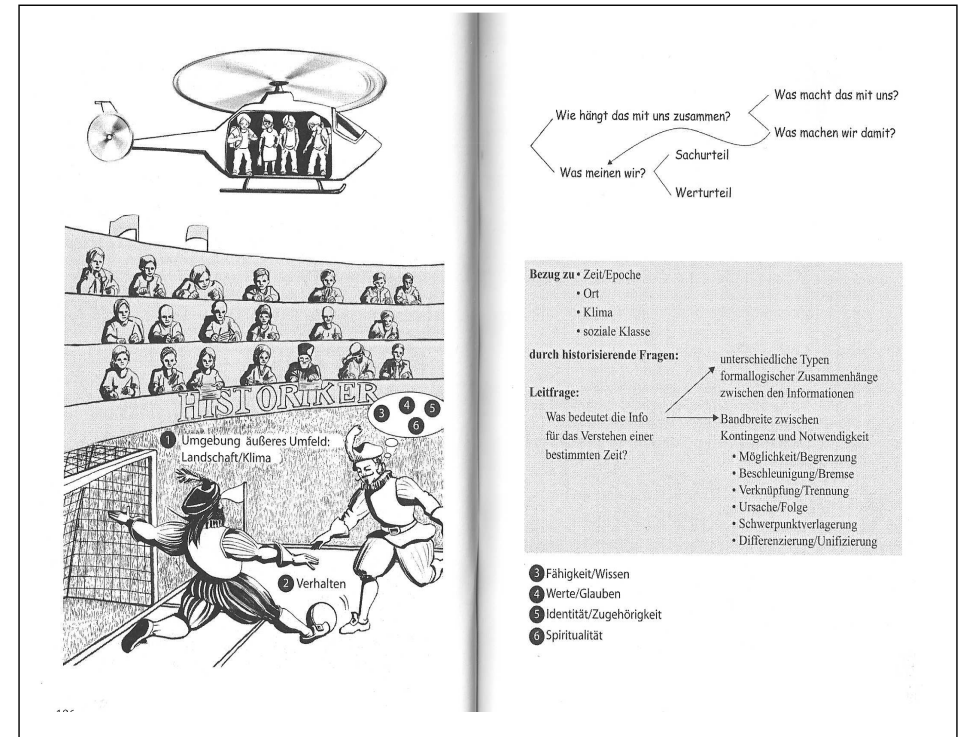 HISTORIKER
3 4 5
6
1 Umgebung äußeres Umfeld:
Landschaft/Klima
2 Verhalten
Was macht das mit uns?
Wie hängt das mit uns zusammen?
Was machen wir damit?
Sachurteil
Was meinen wir?
Werturteil
Bezug zu • Zeit/Epoche
• Ort
• Klima
• soziale Klasse
durch historisierende Fragen:
Leitfrage:
Was bedeutet die Info
für das Verstehen einer
bestimmten Zeit?
unterschiedliche Typen
formallogischer Zusammenhänge
zwischen den Informationen
Bandbreite zwischen
Kontingenz und Notwendigkeit
• Möglichkeit/Begrenzung
• Beschleunigung/Bremse
• Verknüpfung/Trennung
• Ursache/Folge
• Schwerpunktverlagerung
• Differenzierung/Unifizierung
3 Fähigkeit/Wissen
4 Werte/Glauben
5 Identität/Zugehörigkeit
6 Spiritualität